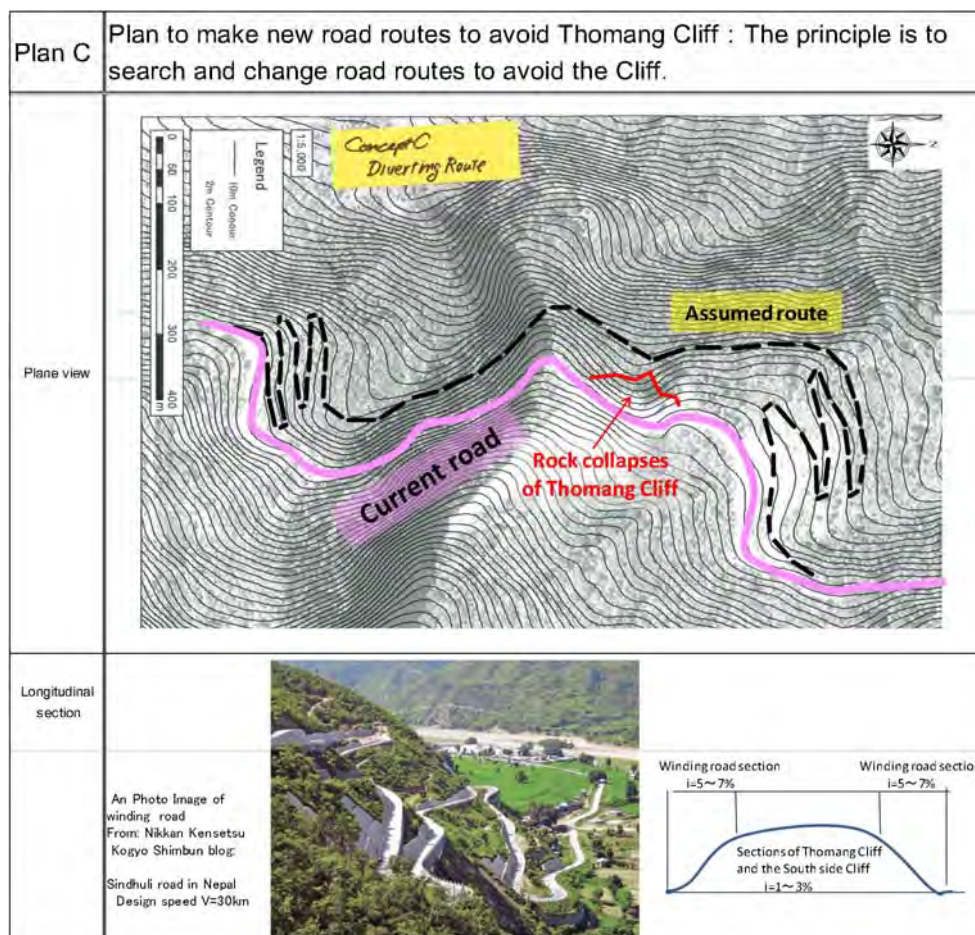 Plan C
Plan to make new road routes to avoid Thomang Cliff : The principle is to
search and change road routes to avoid the Cliff.
Plane view
0
50
100
200
300
400
m
1:5,000
Legend
10m Conour
2m Contour
Concept C
Diverting Route
N
Assumed route
Current road
Rock collapses
of Thomang Cliff
Longitudinal
section
An Photo Image of
winding road
From: Nikkan Kensetsu
Kogyo Shimbun blog:
Sindhuli road in Nepal
Design speed V=30km
Winding road section
i=5～7%
Winding road section
i=5～7%
Sections of Thomang Cliff
and the South side Cliff
i=1～3%